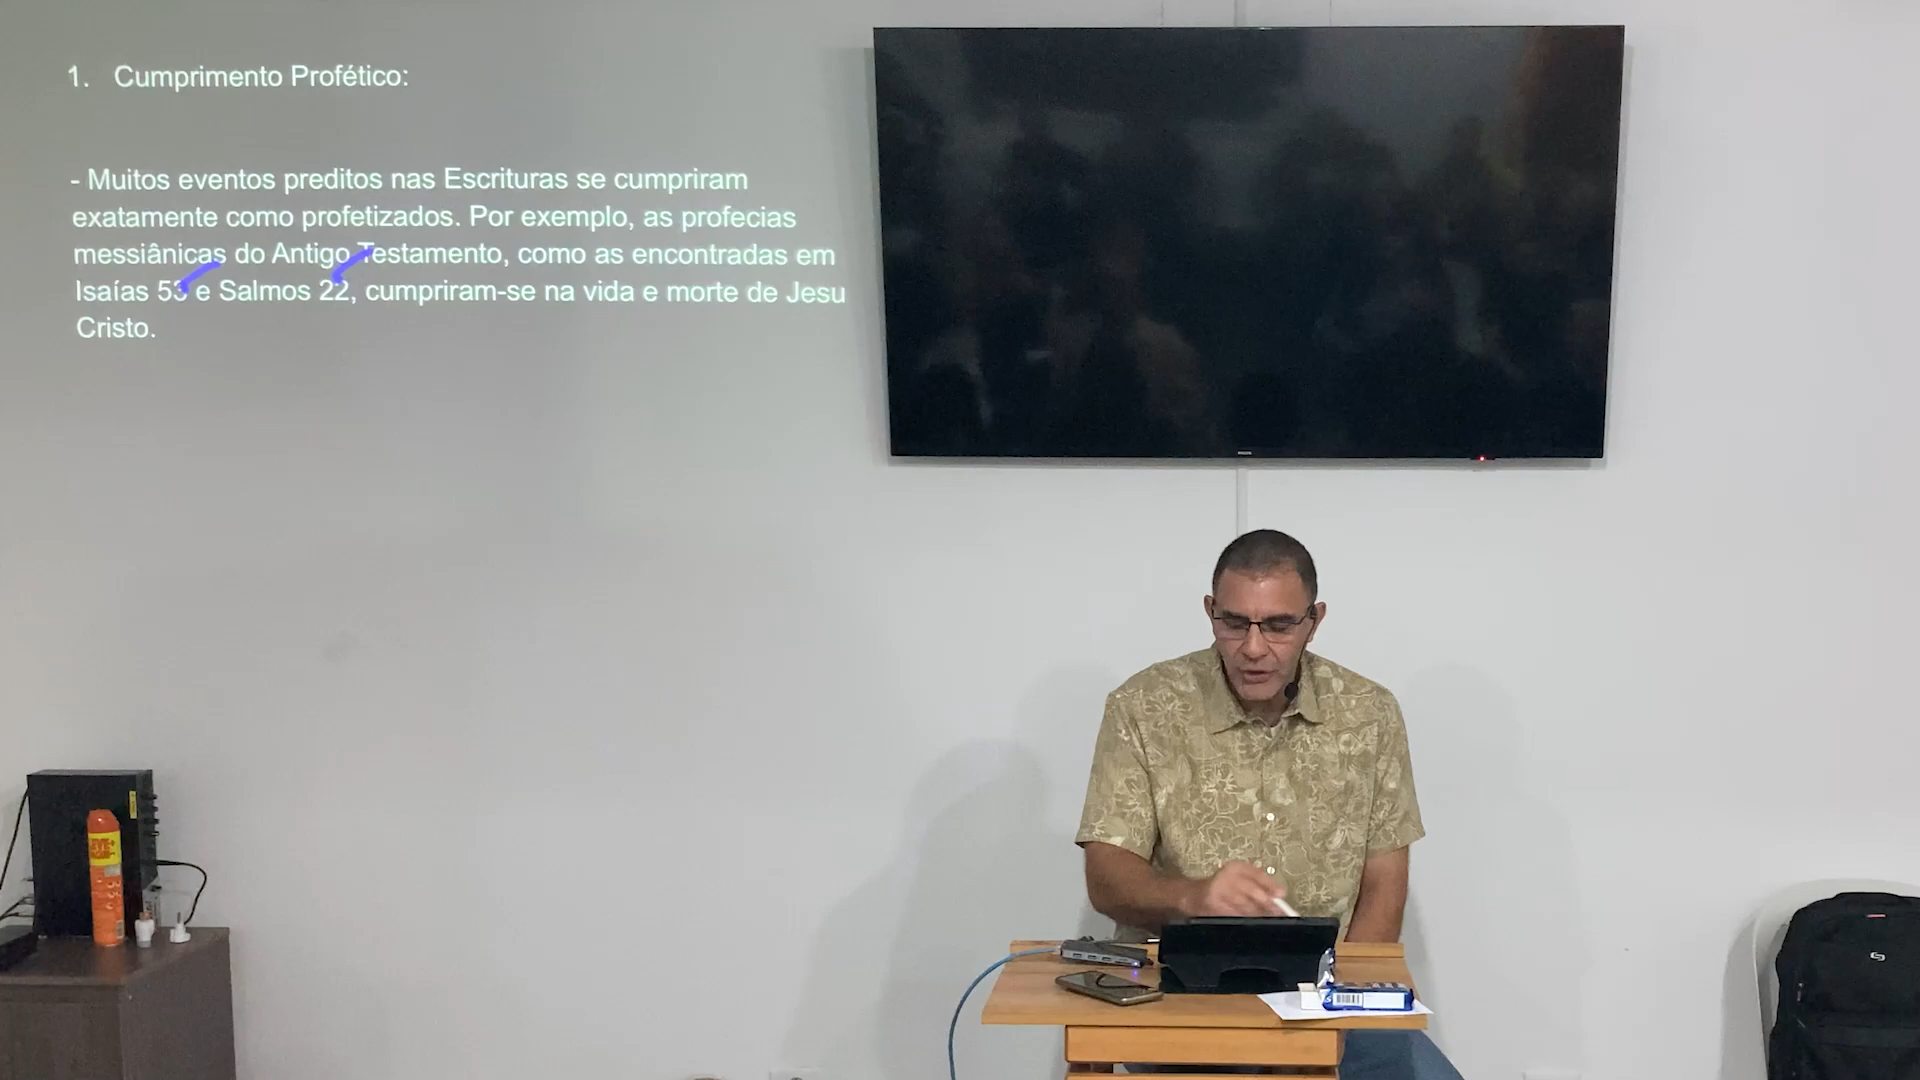 1. Cumprimento Profético:
- Muitos eventos preditos nas Escrituras se cumpriram
exatamente como profetizados. Por exemplo, as profecias
messiânicas do Antigo Testamento, como as encontradas em
Isaías 53 e Salmos 22, cumpriram-se na vida e morte de Jesu
Cristo.